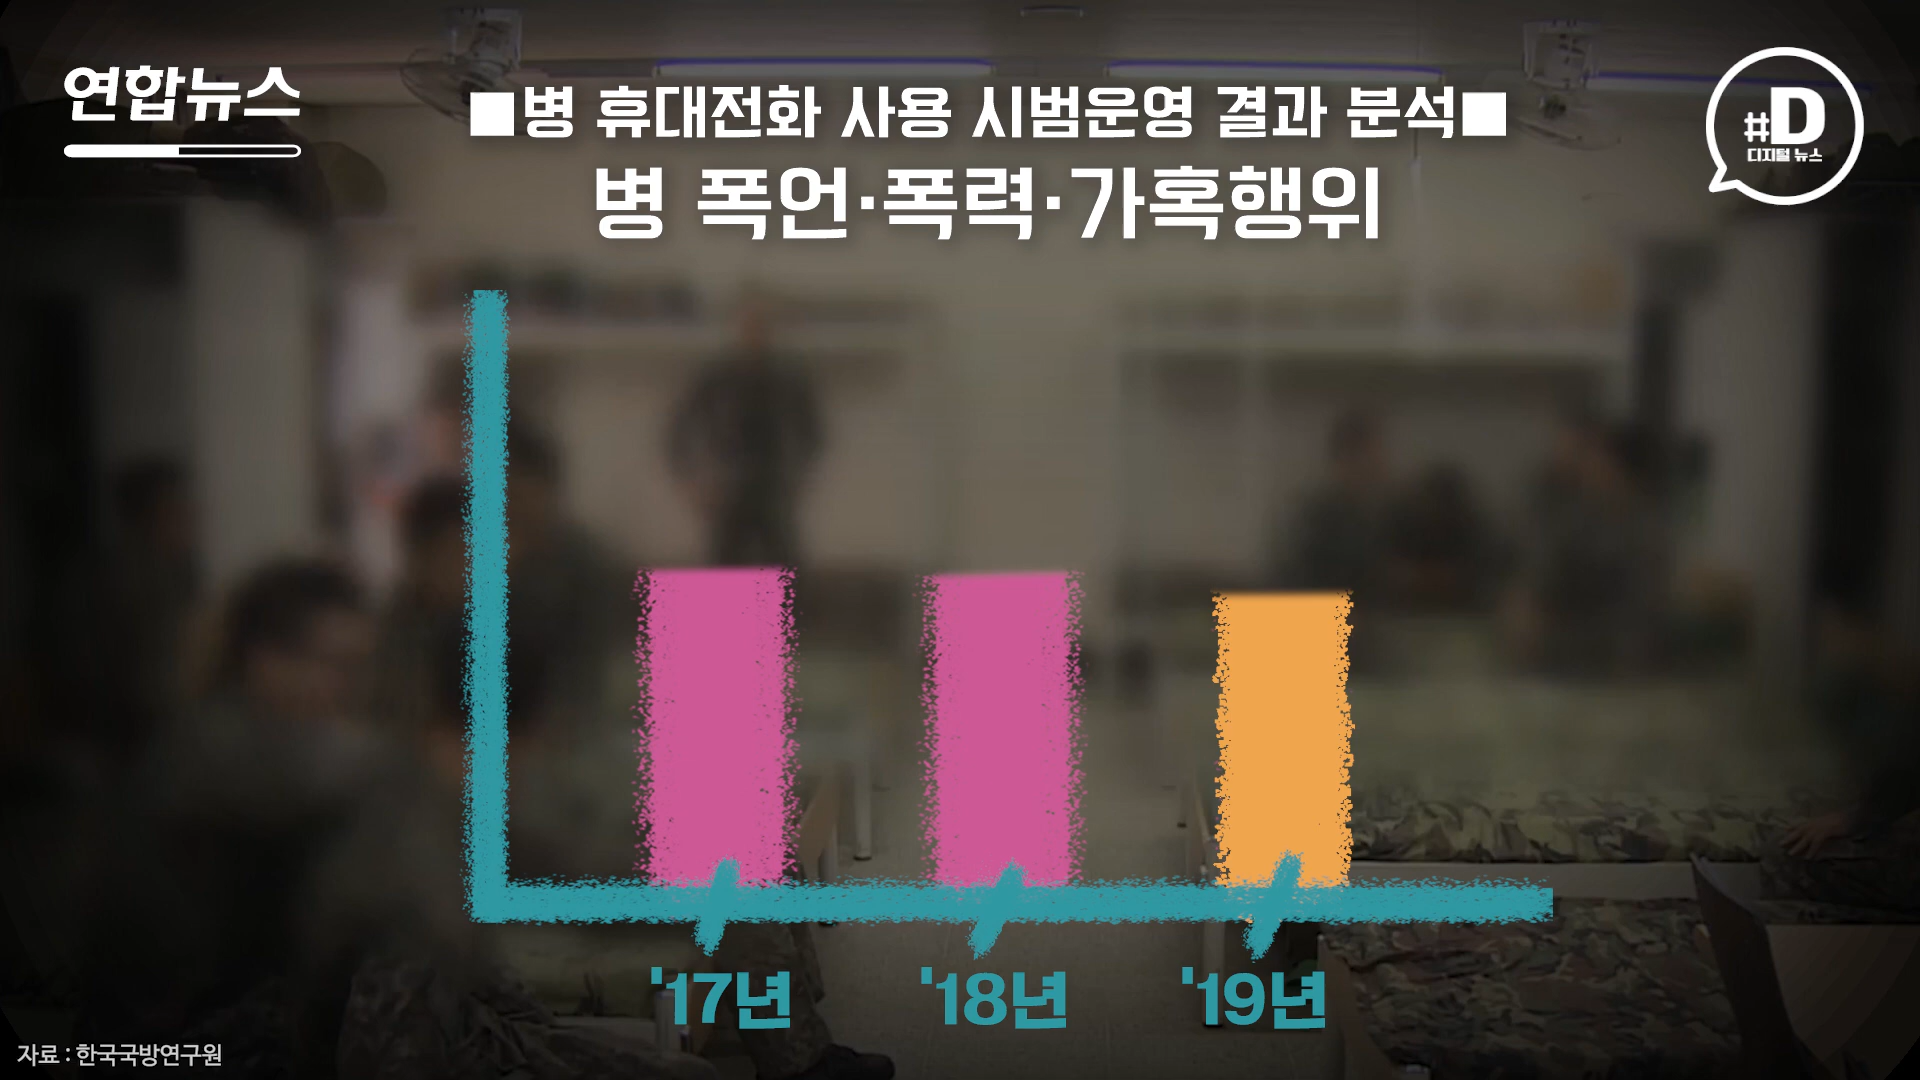 연합뉴스
■병 휴대전화 사용 시범운영 결과 분석■
병 폭언·폭력·가혹행위
#D
디지털 뉴스
'17년
'18년
'19년
자료 : 한국국방연구원